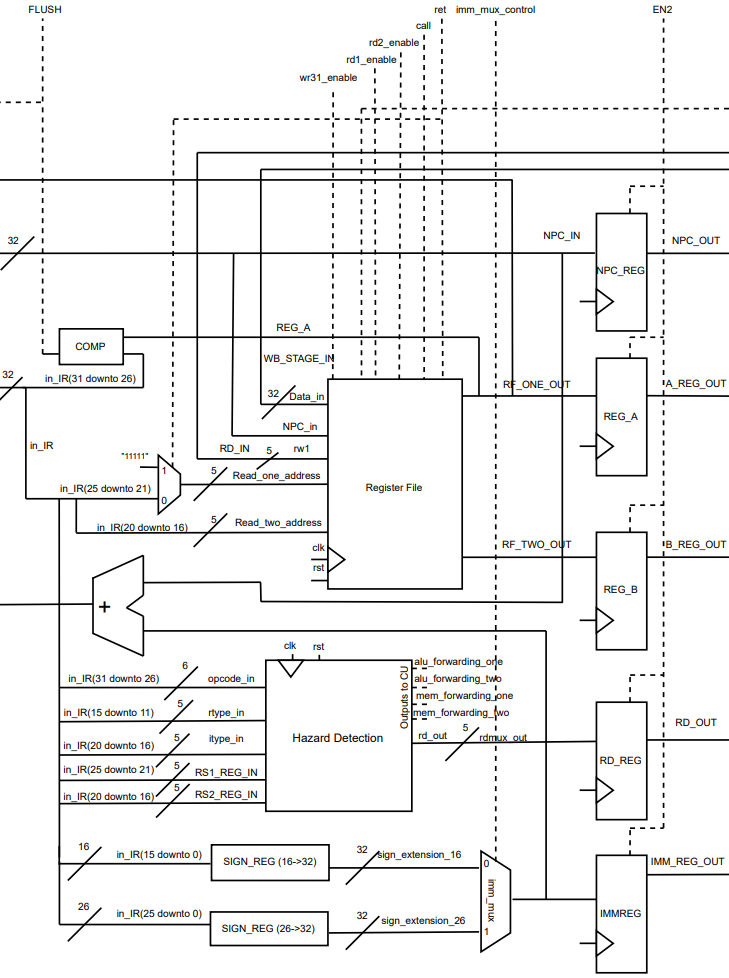 FLUSH
ret
imm_mux_control
EN2
call
rd2_enable
rd1_enable
wr31_enable
32
NPC_IN
NPC_OUT
NPC_REG
REG_A
COMP
WB_STAGE_IN
32
in_IR(31 downto 26)
32
Data_in
RF_ONE_OUT
A_REG_OUT
REG_A
NPC_in
in_IR
RD_IN
5
rw1
"11111"
1
5
Read_one_address
Register File
in_IR(25 downto 21)
0
in_IR(20 downto 16)
5
Read_two_address
clk
rst
RF_TWO_OUT
B_REG_OUT
REG_B
+
clk
rst
in_IR(31 downto 26)
6
opcode_in
alu_forwarding_one
alu_forwarding_two
mem_forwarding_one
mem_forwarding_two
Outputs to CU
in_IR(15 downto 11)
5
rtype_in
Hazard Detection
rd_out
5
rdmux_out
RD_OUT
RD_REG
in_IR(20 downto 16)
5
itype_in
in_IR(25 downto 21)
5
RS1_REG_IN
in_IR(20 downto 16)
5
RS2_REG_IN
16
in_IR(15 downto 0)
SIGN_REG (16->32)
32
sign_extension_16
0
imm_mux
1
IMM_REG_OUT
IMMREG
26
in_IR(25 downto 0)
SIGN_REG (26->32)
32
sign_extension_26